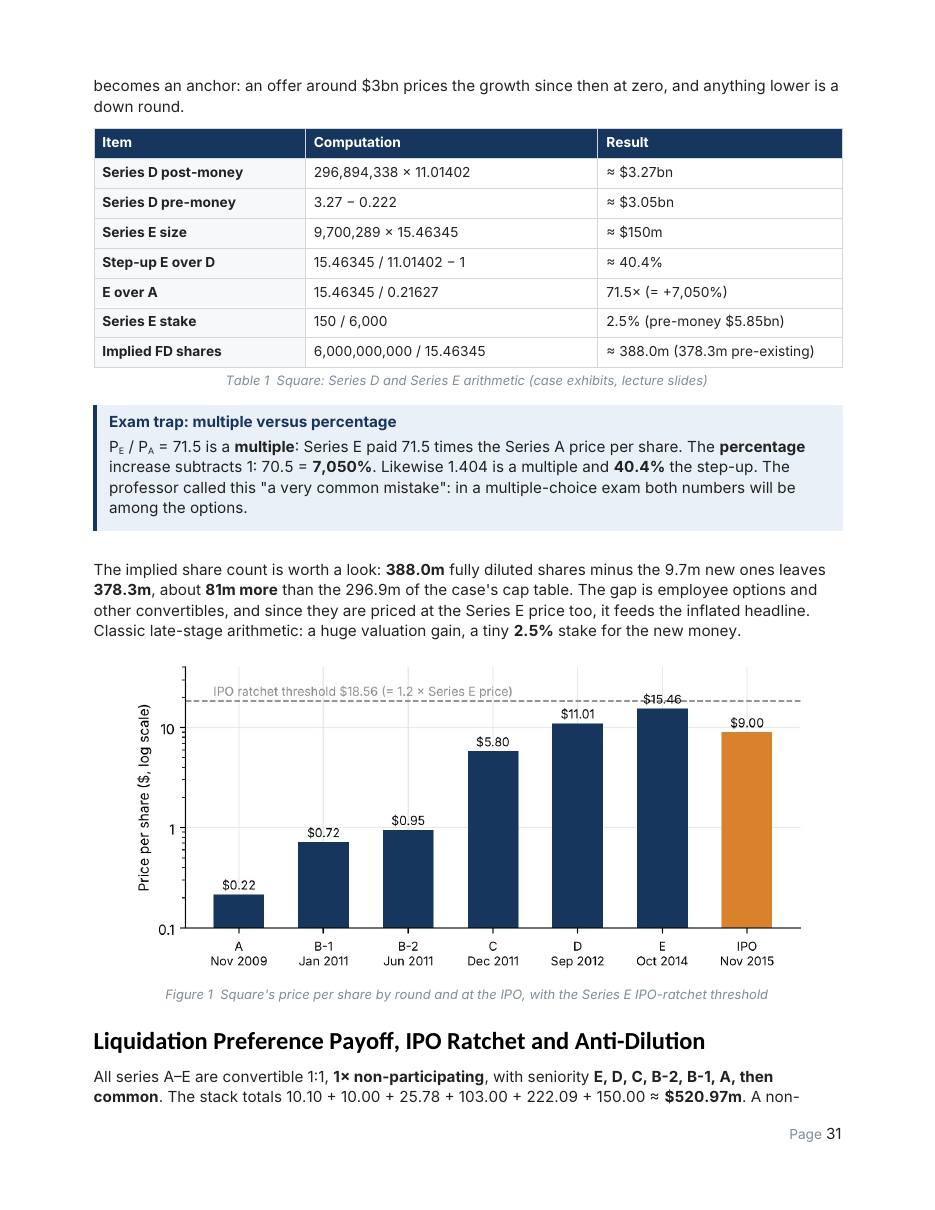 becomes an anchor: an offer around $3bn prices the growth since then at zero, and anything lower is a
down round.
Item Computation Result
Series D post-money 296,894,338 × 11.01402 ≈ $3.27bn
Series D pre-money 3.27 − 0.222 ≈ $3.05bn
Series E size 9,700,289 × 15.46345 ≈ $150m
Step-up E over D 15.46345 / 11.01402 − 1 ≈ 40.4%
E over A 15.46345 / 0.21627 71.5× (= +7,050%)
Series E stake 150 / 6,000 2.5% (pre-money $5.85bn)
Implied FD shares 6,000,000,000 / 15.46345 ≈ 388.0m (378.3m pre-existing)
Table 1 Square: Series D and Series E arithmetic (case exhibits, lecture slides)
Exam trap: multiple versus percentage
PE / PA = 71.5 is a multiple: Series E paid 71.5 times the Series A price per share. The percentage
increase subtracts 1: 70.5 = 7,050%. Likewise 1.404 is a multiple and 40.4% the step-up. The
professor called this "a very common mistake": in a multiple-choice exam both numbers will be
among the options.
The implied share count is worth a look: 388.0m fully diluted shares minus the 9.7m new ones leaves
378.3m, about 81m more than the 296.9m of the case's cap table. The gap is employee options and
other convertibles, and since they are priced at the Series E price too, it feeds the inflated headline.
Classic late-stage arithmetic: a huge valuation gain, a tiny 2.5% stake for the new money.
Price per share ($, log scale)
10
1
0.1
IPO ratchet threshold $18.56 (= 1.2 × Series E price)
$0.22
$0.72
$0.95
$5.80
$11.01
$15.46
$9.00
A B-1 B-2 C D E IPO
Nov 2009 Jan 2011 Jun 2011 Dec 2011 Sep 2012 Oct 2014 Nov 2015
Figure 1 Square's price per share by round and at the IPO, with the Series E IPO-ratchet threshold
Liquidation Preference Payoff, IPO Ratchet and Anti-Dilution
All series A–E are convertible 1:1, 1× non-participating, with seniority E, D, C, B-2, B-1, A, then
common. The stack totals 10.10 + 10.00 + 25.78 + 103.00 + 222.09 + 150.00 ≈ $520.97m. A non-
Page 31